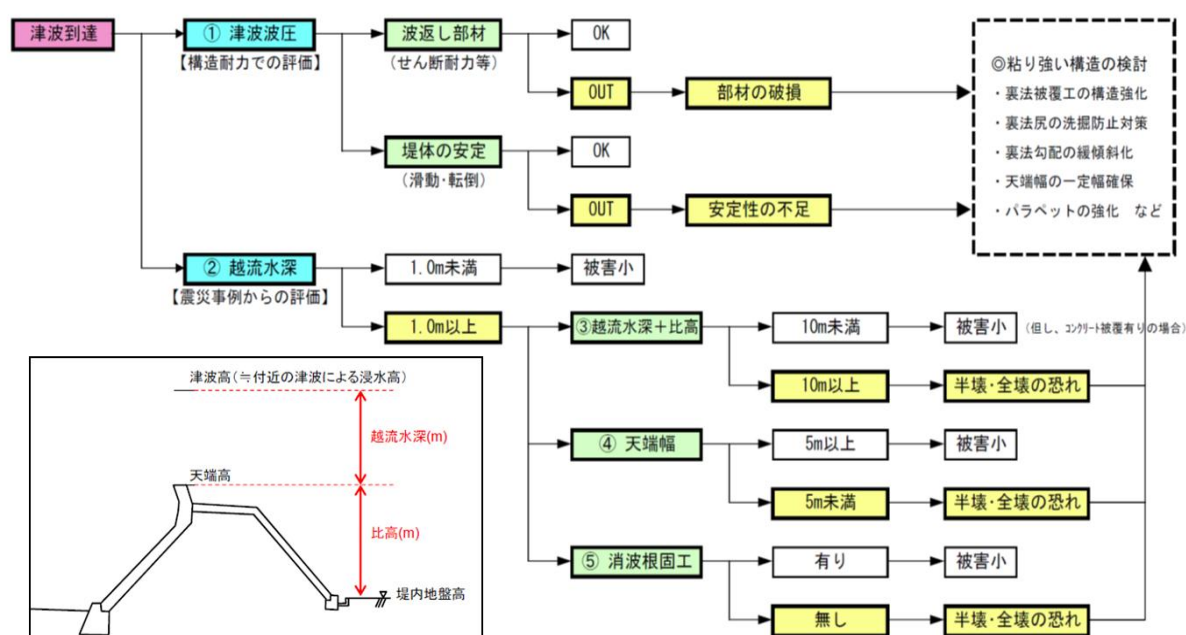 津波到達
① 津波波圧
【構造耐力での評価】
波返し部材
(せん断耐力等)
OK
OUT
部材の破損
堤体の安定
(滑動・転倒)
OK
OUT
安定性の不足
◎粘り強い構造の検討
・裏法被覆工の構造強化
・裏法尻の洗掘防止対策
・裏法勾配の緩傾斜化
・天端幅の一定幅確保
・パラペットの強化 など
② 越流水深
【震災事例からの評価】
1.0m未満
被害小
1.0m以上
③越流水深+比高
10m未満
被害小
(但し、コンクリート被覆有りの場合)
10m以上
半壊・全壊の恐れ
④ 天端幅
5m以上
被害小
5m未満
半壊・全壊の恐れ
⑤ 消波根固工
有り
被害小
無し
半壊・全壊の恐れ
津波高(≒付近の津波による浸水高)
越流水深(m)
天端高
比高(m)
堤内地盤高